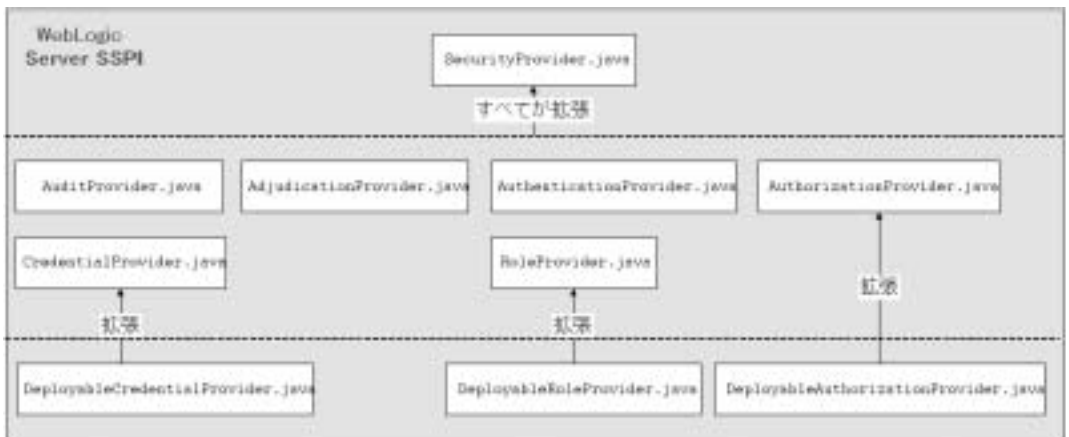 WebLogic
Server SSPI
SecurityProvider.java
すべてが拡張
AuditProvider.java
AdjudicationProvider.java
AuthenticationProvider.java
AuthorizationProvider.java
CredentialProvider.java
RoleProvider.java
拡張
拡張
拡張
DeployableCredentialProvider.java
DeployableRoleProvider.java
DeployableAuthorizationProvider.java